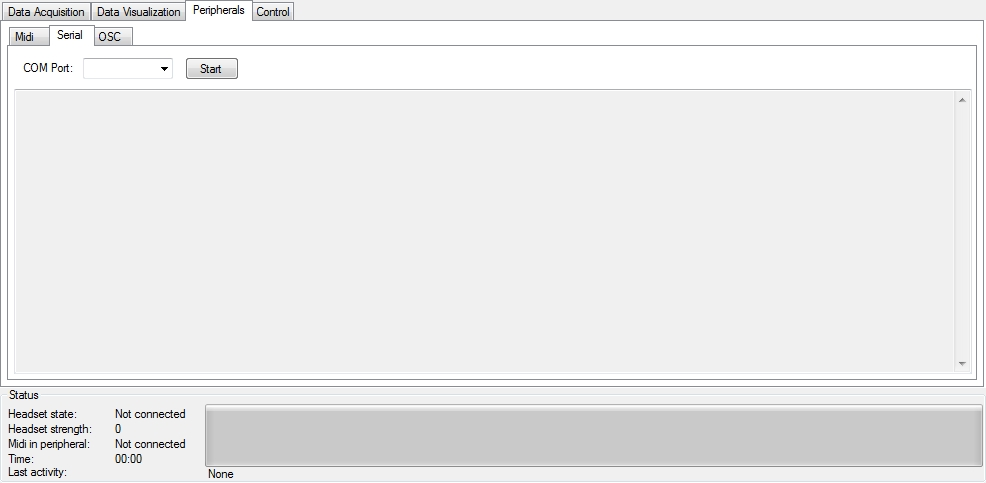 Data Acquisition Data Visualization Peripherals Control
Midi Serial OSC
COM Port: Start
Status
Headset state: Not connected
Headset strength: 0
Midi in peripheral: Not connected
Time: 00:00
Last activity: None